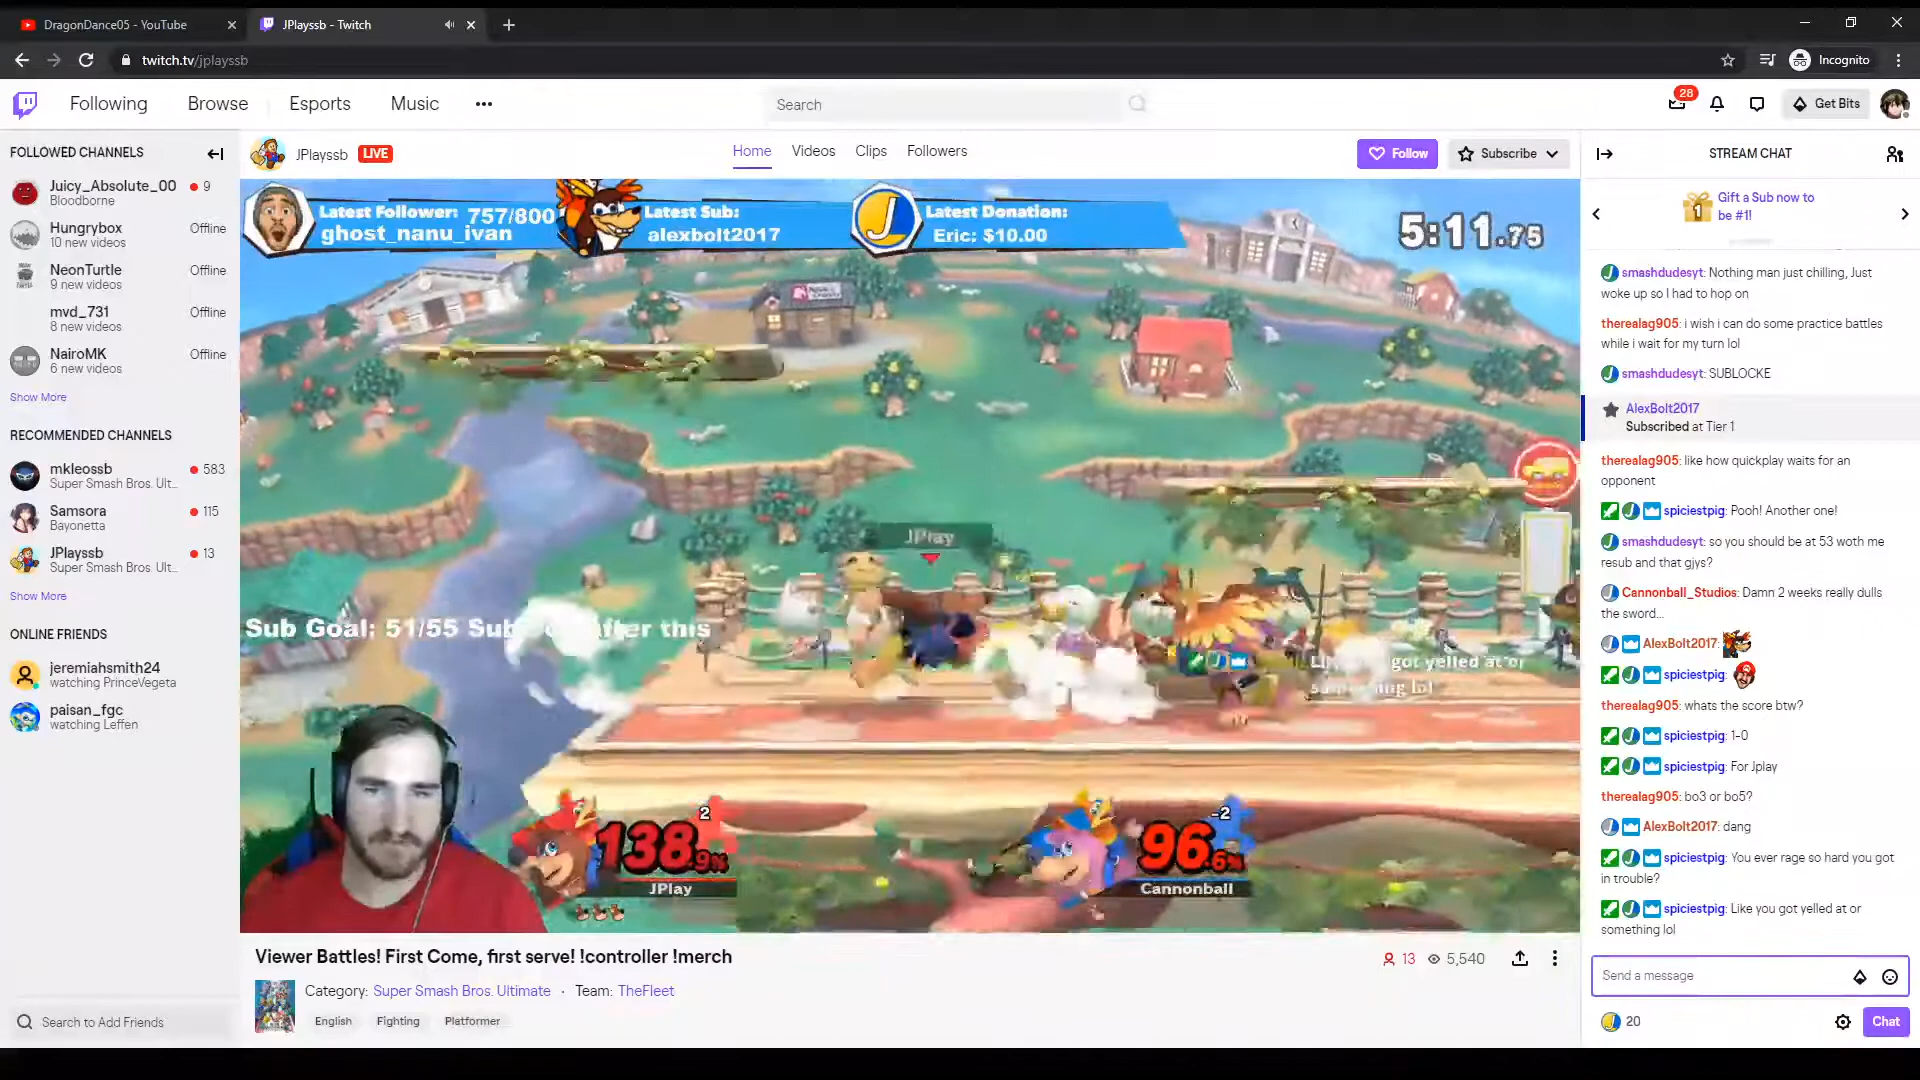 DragonDance05 - YouTube
JPlayssb - Twitch
twitch.tv/jplayssb
Incognito
Following
Browse
Esports
Music
Search
28
Get Bits
FOLLOWED CHANNELS
Juicy_Absolute_00
9
Bloodborne
Hungrybox
Offline
10 new videos
NeonTurtle
Offline
9 new videos
mvd_731
Offline
8 new videos
NairoMK
Offline
6 new videos
Show More
RECOMMENDED CHANNELS
mkleossb
583
Super Smash Bros. Ult...
Samsora
115
Bayonetta
JPlayssb
13
Super Smash Bros. Ult...
Show More
ONLINE FRIENDS
jeremiahsmith24
watching PrinceVegeta
paisan_fgc
watching Leffen
Search to Add Friends
JPlayssb
LIVE
Home
Videos
Clips
Followers
Follow
Subscribe
Latest Follower: 757/800
ghost_nanu_ivan
Latest Sub:
alexbolt2017
Latest Donation:
Eric: $10.00
5:11.75
JPlay
Sub Goal: 51/55
after this
got yelled at or
lol
2
138.9%
JPlay
-2
96.6%
Cannonball
Viewer Battles! First Come, first serve! !controller !merch
13
5,540
Category: Super Smash Bros. Ultimate · Team: TheFleet
English
Fighting
Platformer
STREAM CHAT
1
Gift a Sub now to
be #1!
smashdudesyt: Nothing man just chilling, Just
woke up so I had to hop on
therealag905: i wish i can do some practice battles
while i wait for my turn lol
smashdudesyt: SUBLOCKE
AlexBolt2017
Subscribed at Tier 1
therealag905: like how quickplay waits for an
opponent
spiciestpig: Pooh! Another one!
smashdudesyt: so you should be at 53 woth me
resub and that gjys?
Cannonball_Studios: Damn 2 weeks really dulls
the sword...
AlexBolt2017:
spiciestpig:
therealag905: whats the score btw?
spiciestpig: 1-0
spiciestpig: For Jplay
therealag905: bo3 or bo5?
AlexBolt2017: dang
spiciestpig: You ever rage so hard you got
in trouble?
spiciestpig: Like you got yelled at or
something lol
Send a message
20
Chat